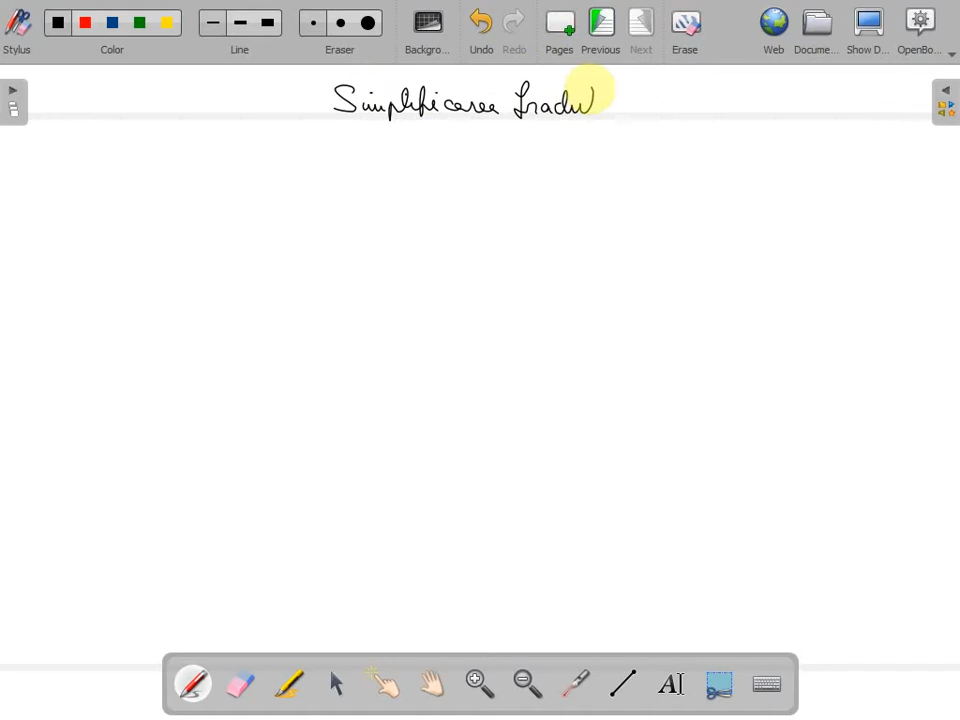 Stylus
Color
Line
Eraser
Backgro...
Undo
Redo
Pages
Previous
Next
Erase
Web
Docume...
Show D...
OpenBo...
Simplificarea